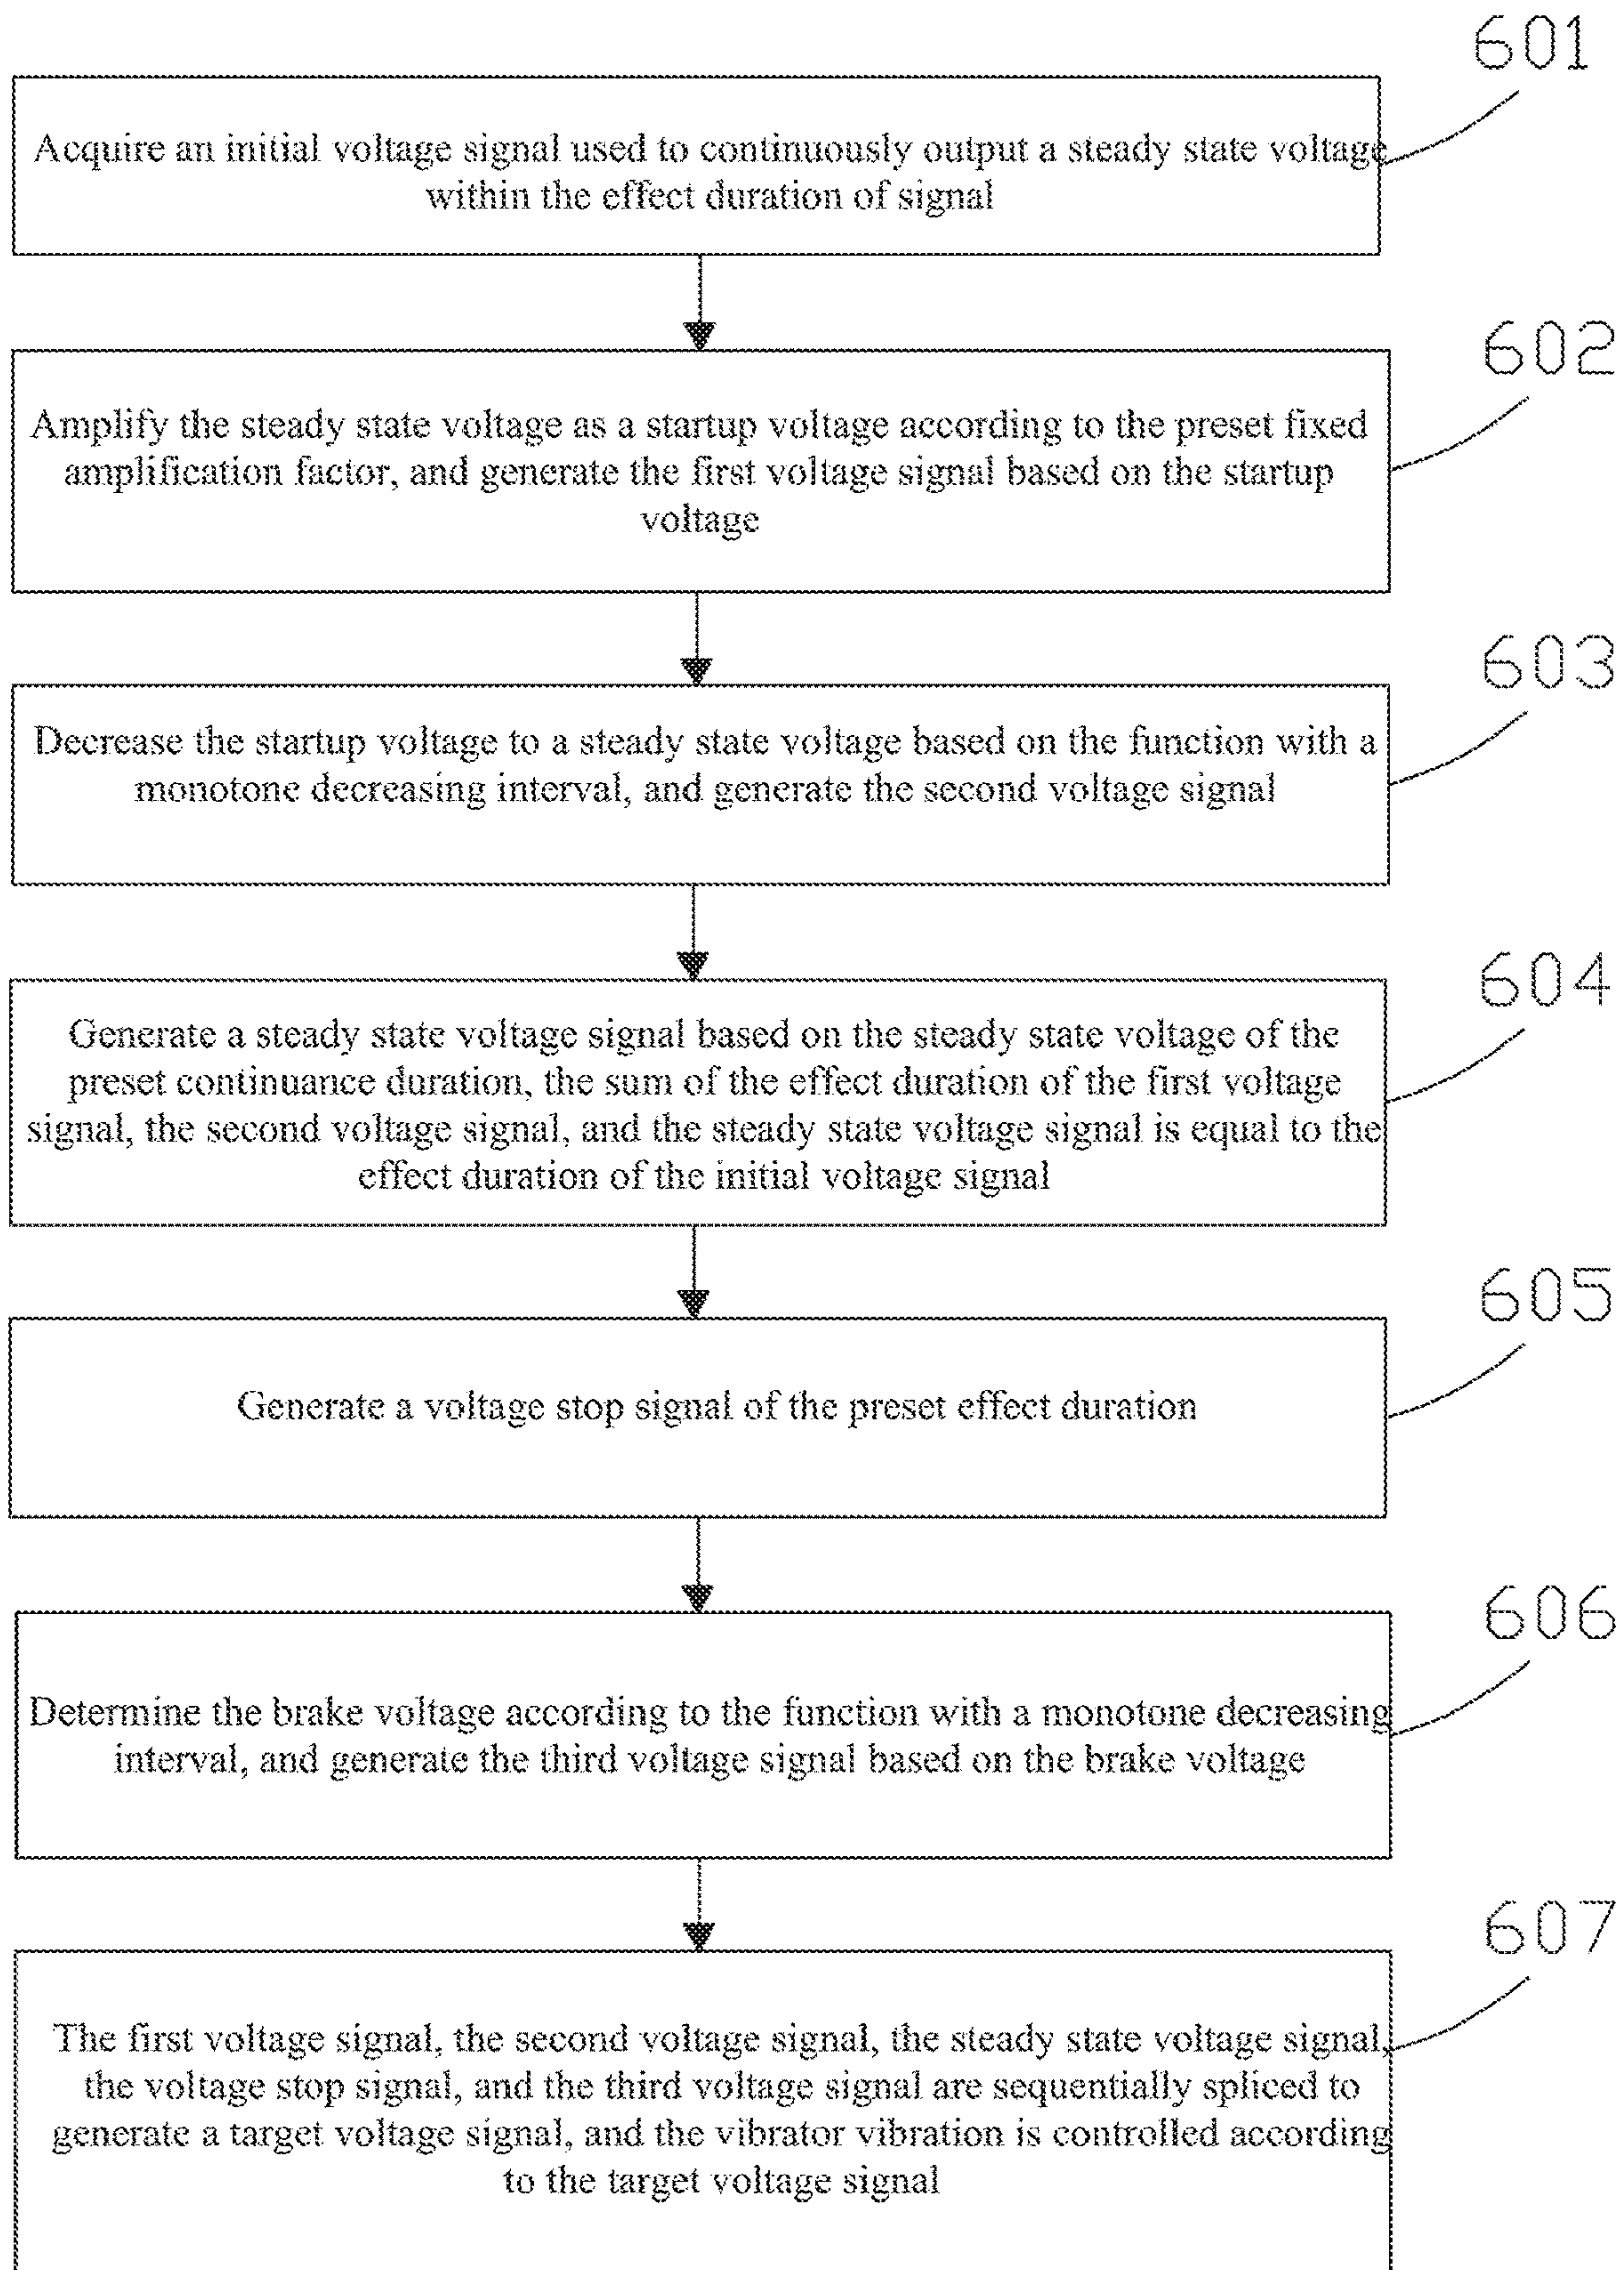 601
Acquire an initial voltage signal used to continuously output a steady state voltage
within the effect duration of signal
602
Amplify the steady state voltage as a startup voltage according to the preset fixed
amplification factor, and generate the first voltage signal based on the startup
voltage
603
Decrease the startup voltage to a steady state voltage based on the function with a
monotone decreasing interval, and generate the second voltage signal
604
Generate a steady state voltage signal based on the steady state voltage of the
preset continuance duration, the sum of the effect duration of the first voltage
signal, the second voltage signal, and the steady state voltage signal is equal to the
effect duration of the initial voltage signal
605
Generate a voltage stop signal of the preset effect duration
606
Determine the brake voltage according to the function with a monotone decreasing
interval, and generate the third voltage signal based on the brake voltage
607
The first voltage signal, the second voltage signal, the steady state voltage signal,
the voltage stop signal, and the third voltage signal are sequentially spliced to
generate a target voltage signal, and the vibrator vibration is controlled according
to the target voltage signal